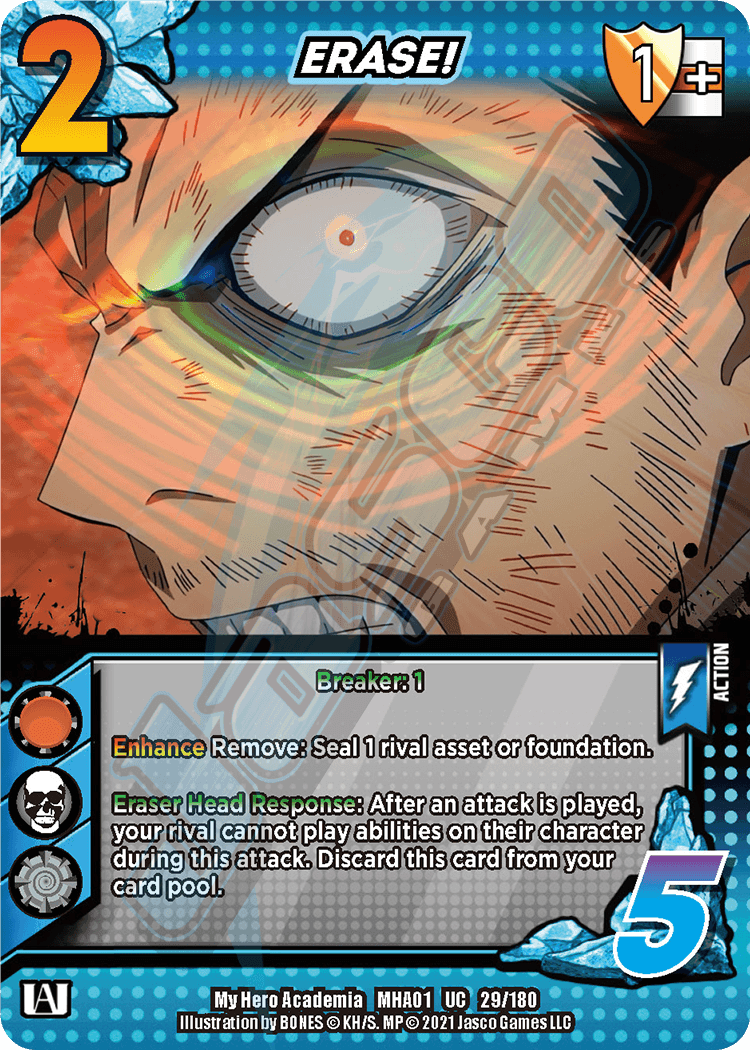 2
ERASE!
1 +
ACTION
Breaker: 1
Enhance Remove: Seal 1 rival asset or foundation.
Eraser Head Response: After an attack is played,
your rival cannot play abilities on their character
during this attack. Discard this card from your
card pool.
5
UA
My Hero Academia MHA01 UC 29/180
Illustration by BONES © KH/S. MP © 2021 Jasco Games LLC
JASCO
GAMES